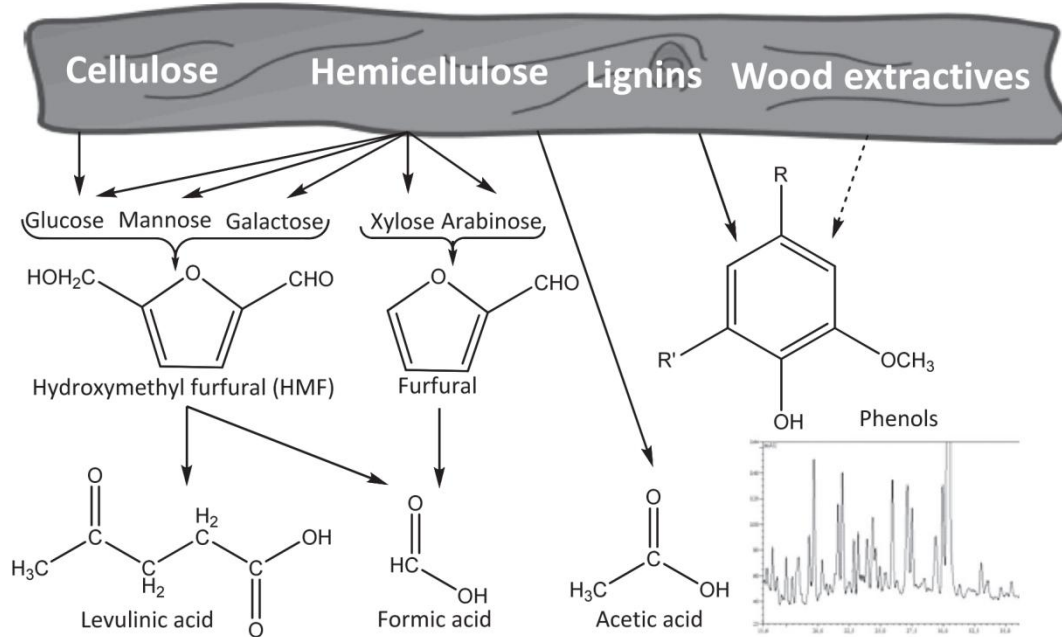 Cellulose Hemicellulose Lignins Wood extractives
Glucose Mannose Galactose Xylose Arabinose
R
HOH₂C O CHO
O CHO
R' OCH₃
OH
Hydroxymethyl furfural (HMF)
Furfural
Phenols
O
H₂
C
C OH
H₃C C C
H₂
O
Levulinic acid
O
HC
OH
Formic acid
O
C
H₃C OH
Acetic acid